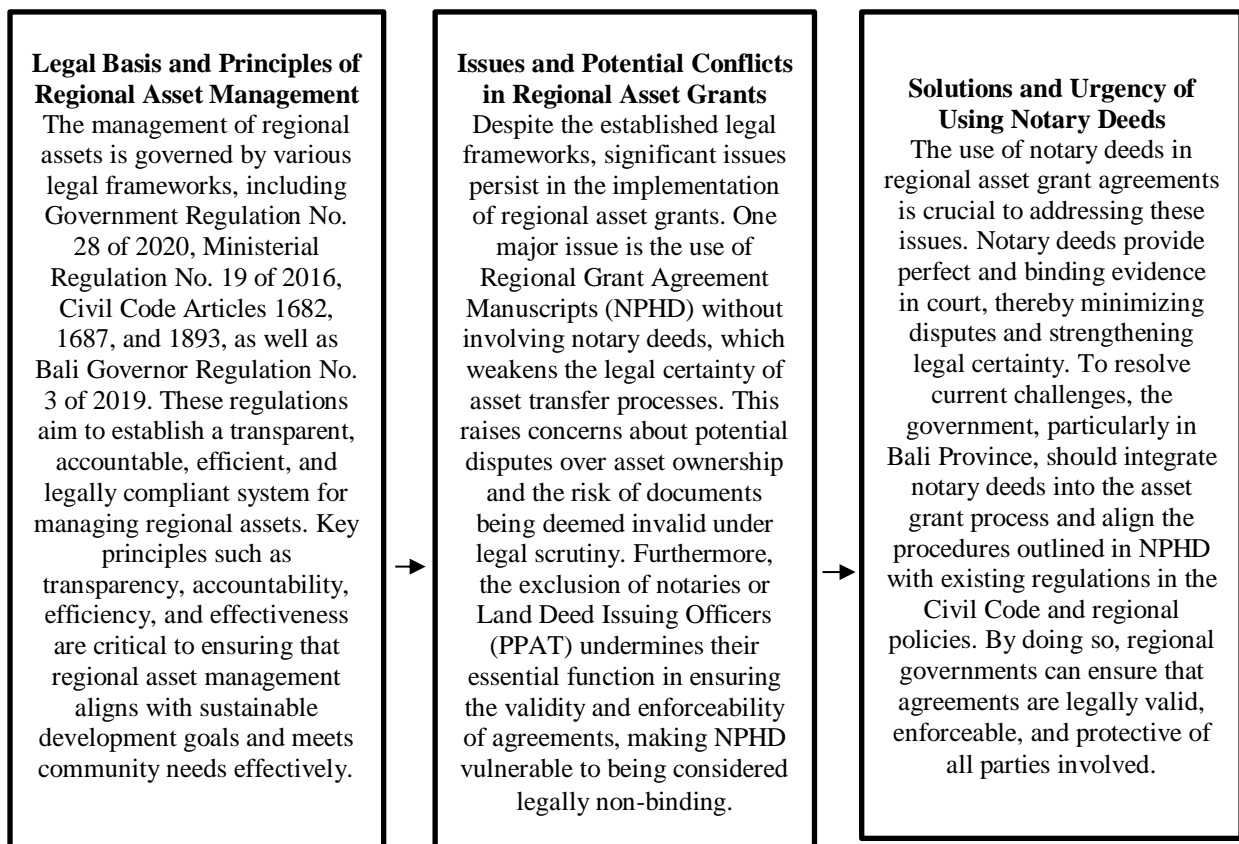 Legal Basis and Principles of
Regional Asset Management
The management of regional
assets is governed by various
legal frameworks, including
Government Regulation No.
28 of 2020, Ministerial
Regulation No. 19 of 2016,
Civil Code Articles 1682,
1687, and 1893, as well as
Bali Governor Regulation No.
3 of 2019. These regulations
aim to establish a transparent,
accountable, efficient, and
legally compliant system for
managing regional assets. Key
principles such as
transparency, accountability,
efficiency, and effectiveness
are critical to ensuring that
regional asset management
aligns with sustainable
development goals and meets
community needs effectively.
Issues and Potential Conflicts
in Regional Asset Grants
Despite the established legal
frameworks, significant issues
persist in the implementation
of regional asset grants. One
major issue is the use of
Regional Grant Agreement
Manuscripts (NPHD) without
involving notary deeds, which
weakens the legal certainty of
asset transfer processes. This
raises concerns about potential
disputes over asset ownership
and the risk of documents
being deemed invalid under
legal scrutiny. Furthermore,
the exclusion of notaries or
Land Deed Issuing Officers
(PPAT) undermines their
essential function in ensuring
the validity and enforceability
of agreements, making NPHD
vulnerable to being considered
legally non-binding.
Solutions and Urgency of
Using Notary Deeds
The use of notary deeds in
regional asset grant agreements
is crucial to addressing these
issues. Notary deeds provide
perfect and binding evidence
in court, thereby minimizing
disputes and strengthening
legal certainty. To resolve
current challenges, the
government, particularly in
Bali Province, should integrate
notary deeds into the asset
grant process and align the
procedures outlined in NPHD
with existing regulations in the
Civil Code and regional
policies. By doing so, regional
governments can ensure that
agreements are legally valid,
enforceable, and protective of
all parties involved.